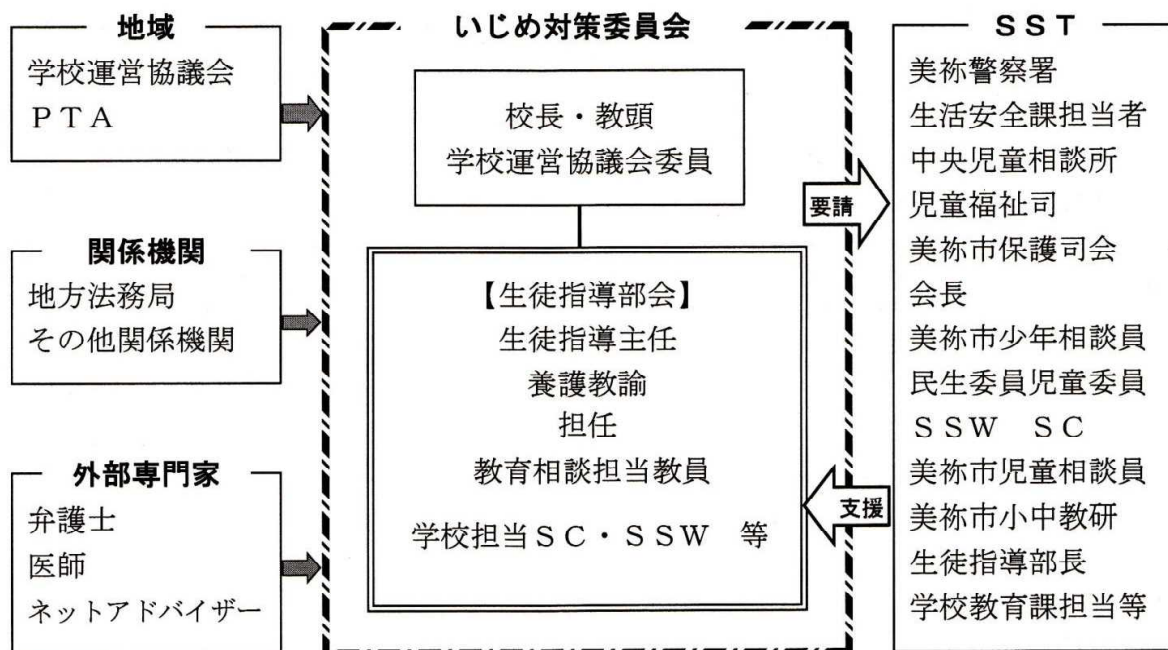 地域
学校運営協議会
ＰＴＡ
関係機関
地方法務局
その他関係機関
外部専門家
弁護士
医師
ネットアドバイザー
いじめ対策委員会
校長・教頭
学校運営協議会委員
【生徒指導部会】
生徒指導主任
養護教諭
担任
教育相談担当教員
学校担当ＳＣ・ＳＳＷ　等
要請
支援
ＳＳＴ
美祢警察署
生活安全課担当者
中央児童相談所
児童福祉司
美祢市保護司会
会長
美祢市少年相談員
民生委員児童委員
ＳＳＷ　ＳＣ
美祢市児童相談員
美祢市小中教研
生徒指導部長
学校教育課担当等